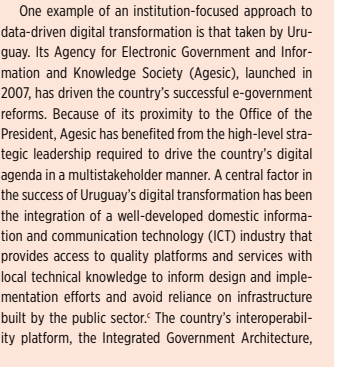 One example of an institution-focused approach to
data-driven digital transformation is that taken by Uru-
guay. Its Agency for Electronic Government and Infor-
mation and Knowledge Society (Agesic), launched in
2007, has driven the country’s successful e-government
reforms. Because of its proximity to the Office of the
President, Agesic has benefited from the high-level stra-
tegic leadership required to drive the country’s digital
agenda in a multistakeholder manner. A central factor in
the success of Uruguay’s digital transformation has been
the integration of a well-developed domestic informa-
tion and communication technology (ICT) industry that
provides access to quality platforms and services with
local technical knowledge to inform design and imple-
mentation efforts and avoid reliance on infrastructure
built by the public sector.c The country’s interoperabil-
ity platform, the Integrated Government Architecture,